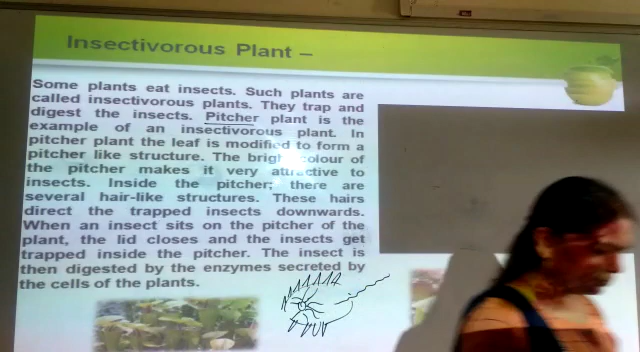 Insectivorous Plant –
Some plants eat insects. Such plants are
called insectivorous plants. They trap and
digest the insects. Pitcher plant is the
example of an insectivorous plant. In
pitcher plant the leaf is modified to form a
pitcher like structure. The bright colour of
the pitcher makes it very attractive to
insects. Inside the pitcher, there are
several hair-like structures. These hairs
direct the trapped insects downwards.
When an insect sits on the pitcher of the
plant, the lid closes and the insects get
trapped inside the pitcher. The insect is
then digested by the enzymes secreted by
the cells of the plants.